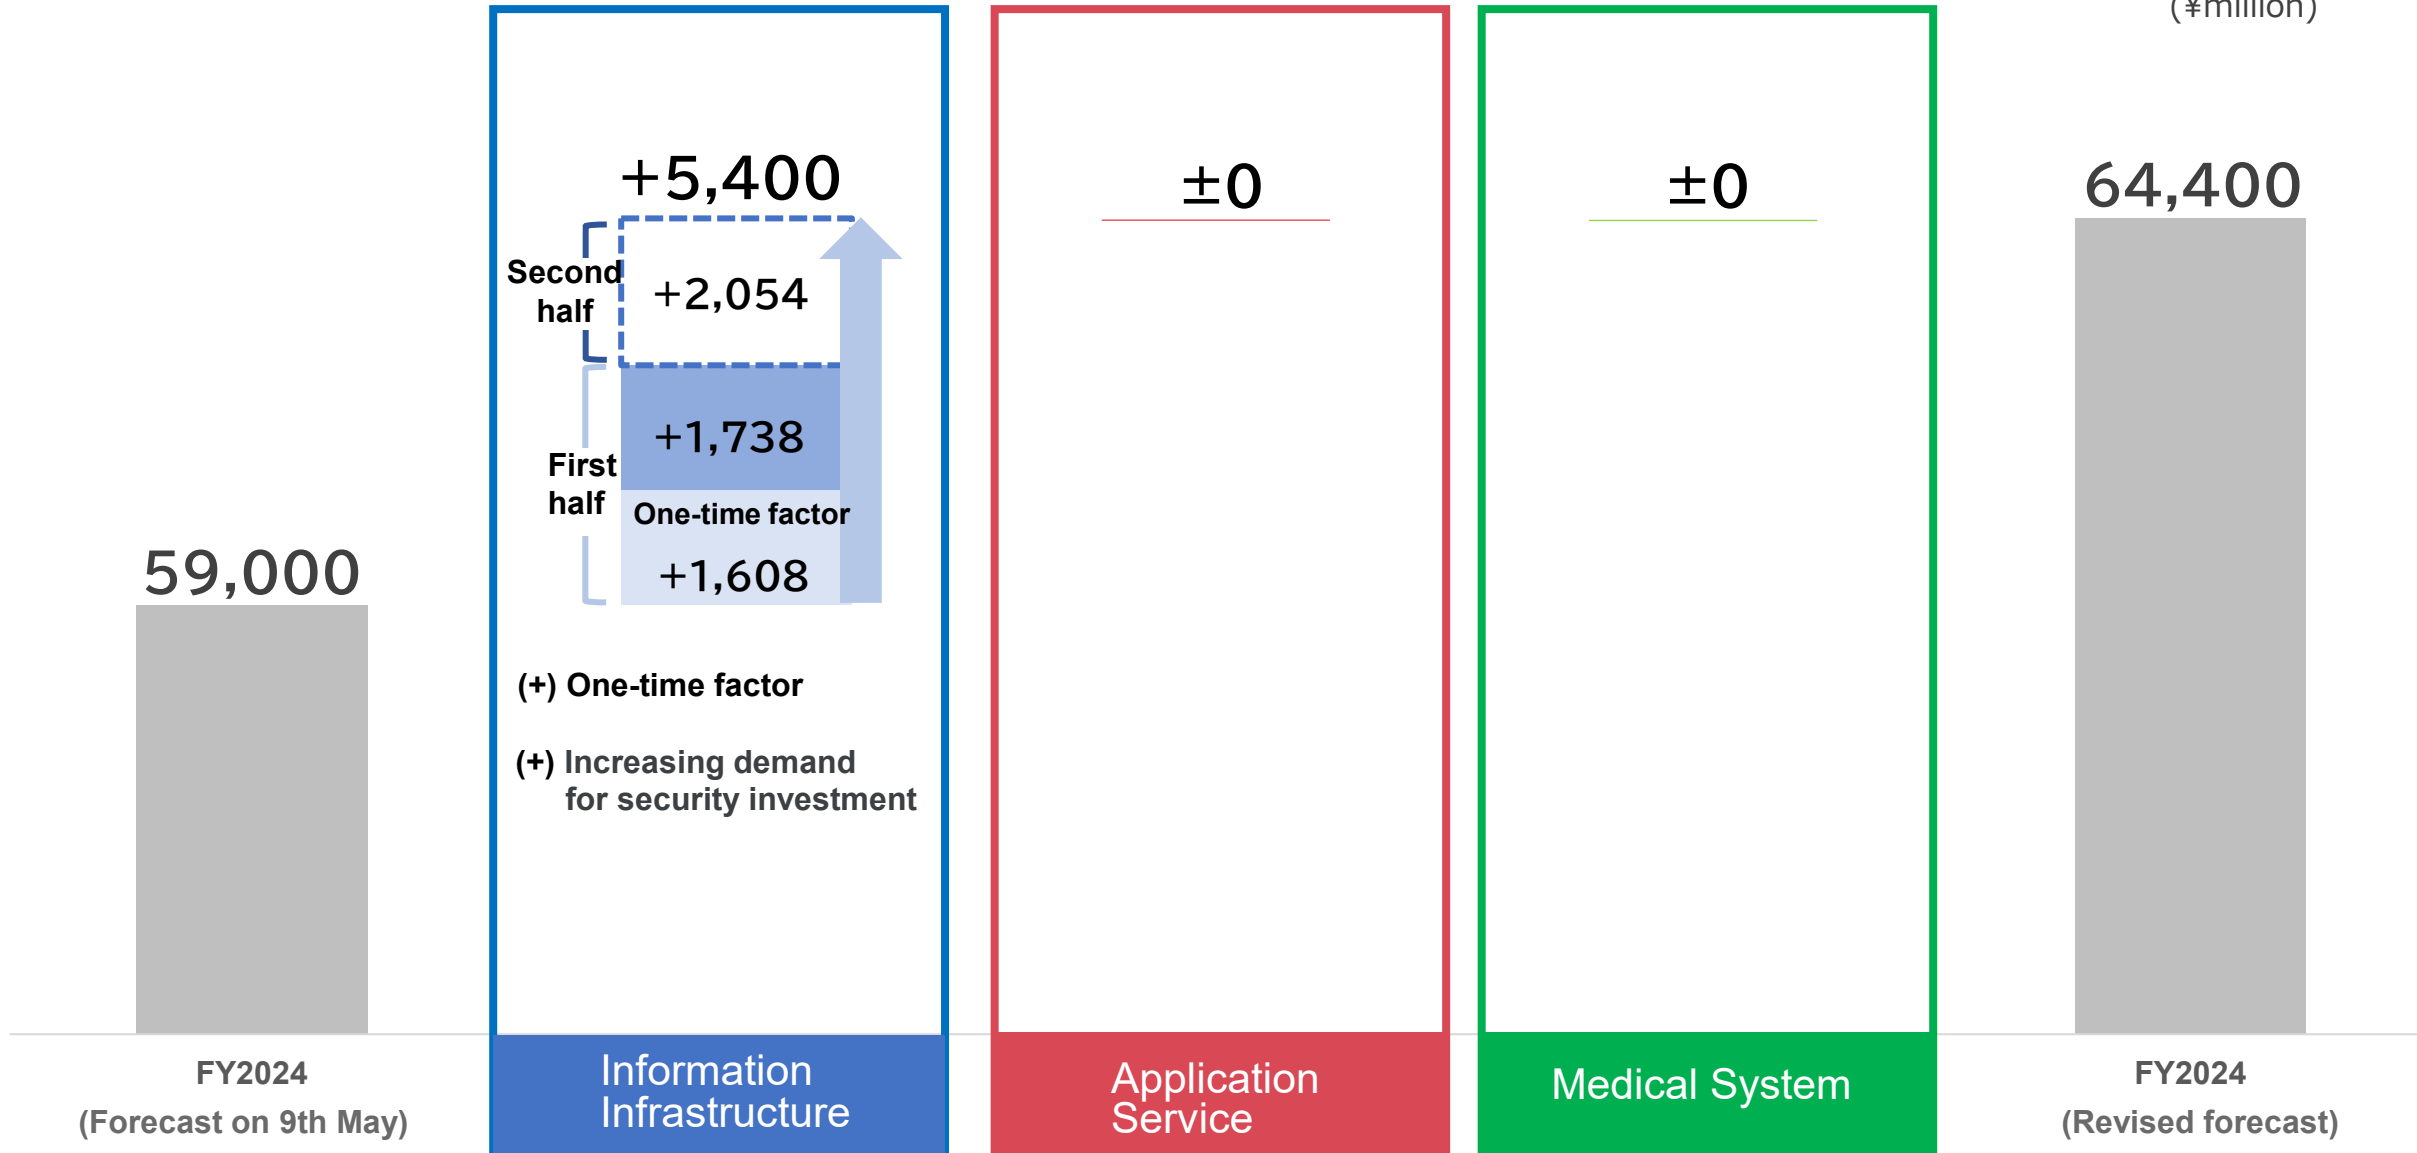 (¥million)
59,000
FY2024
(Forecast on 9th May)
+5,400
Second
half
+2,054
First
half
+1,738
One-time factor
+1,608
(+) One-time factor
(+) Increasing demand
for security investment
Information
Infrastructure
±0
Application
Service
±0
Medical System
64,400
FY2024
(Revised forecast)